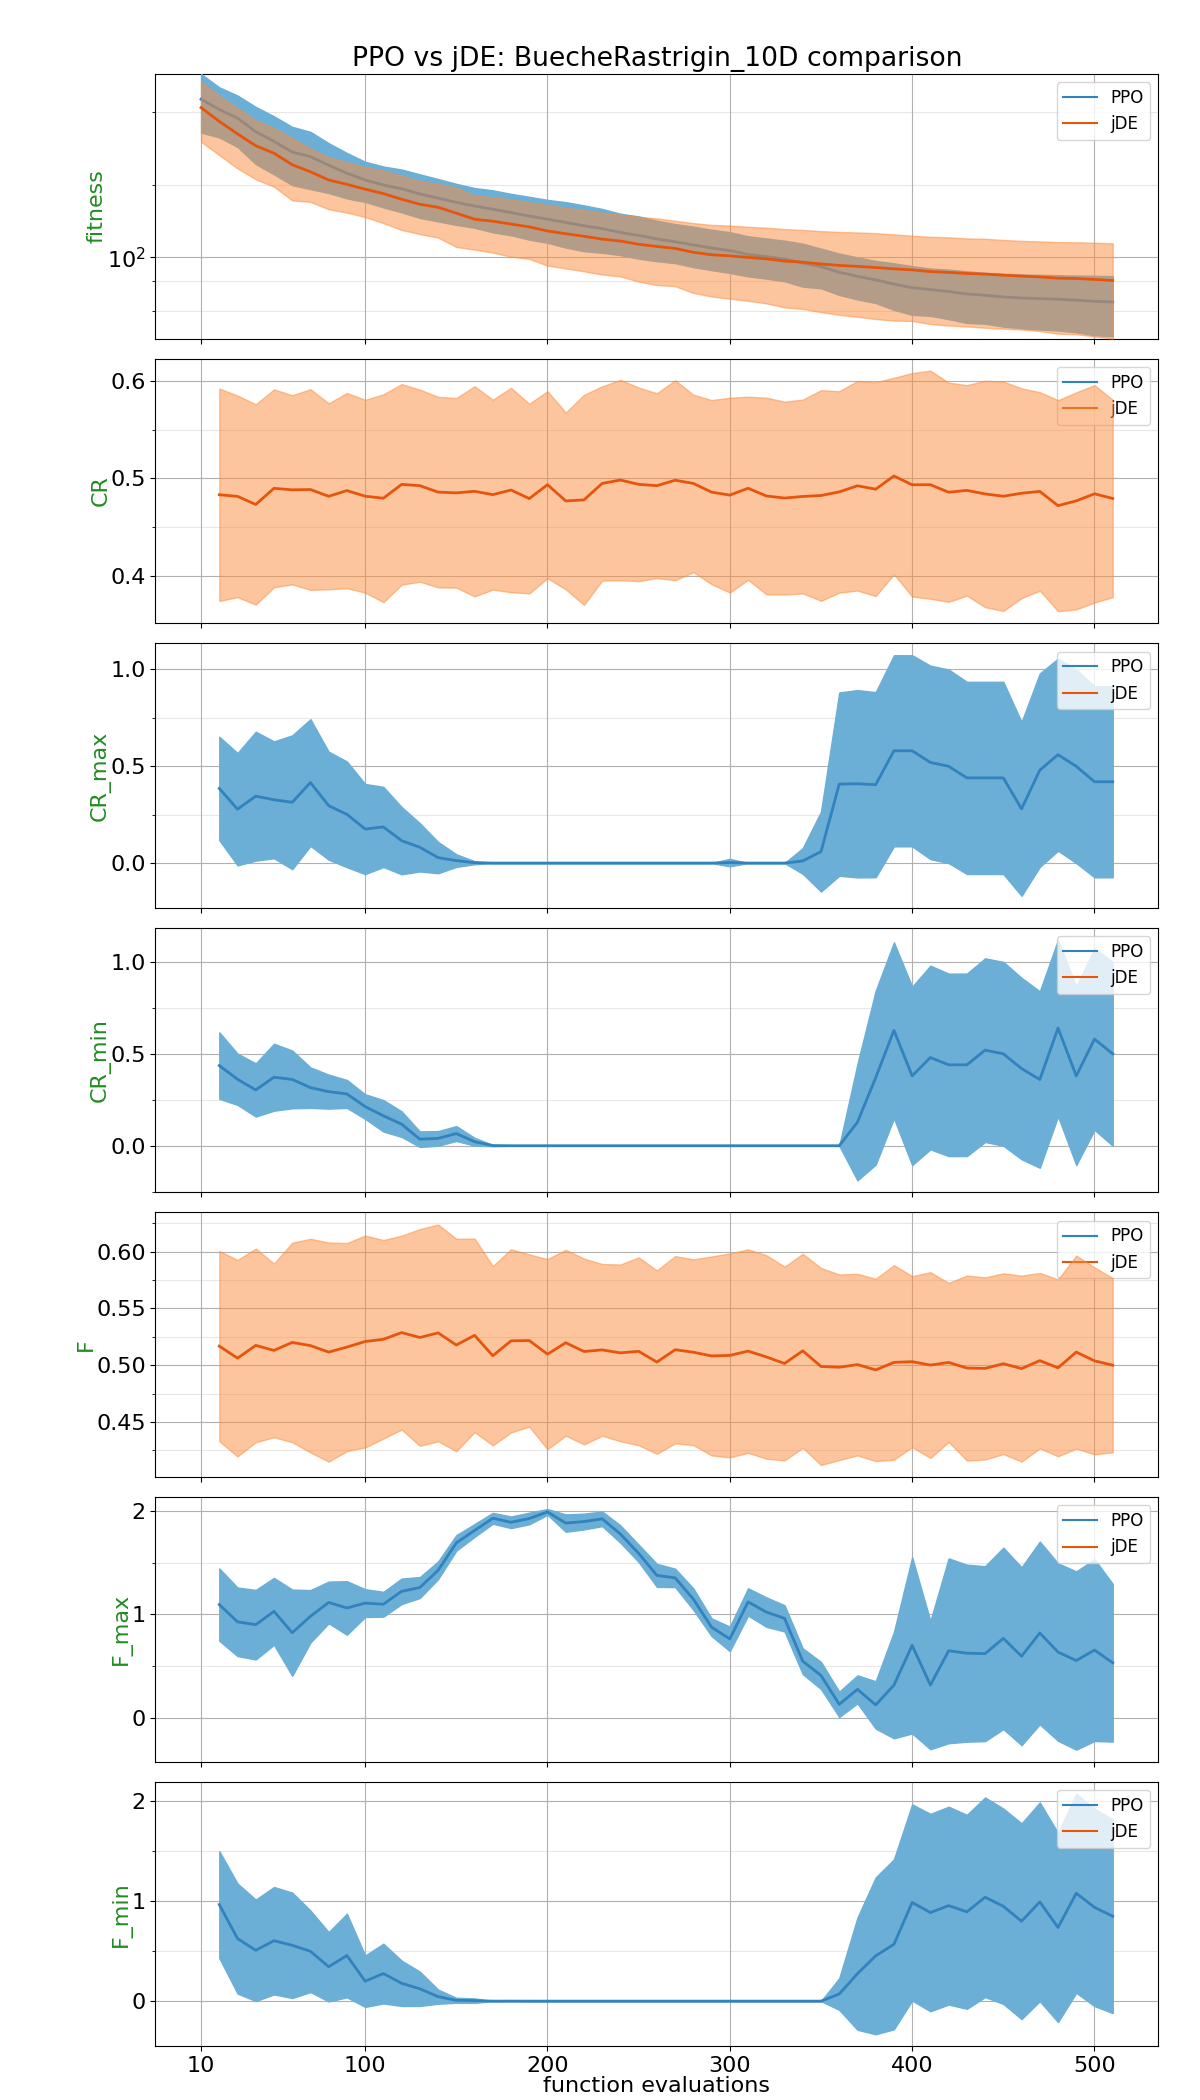 PPO vs jDE: BuecheRastrigin_10D comparison
PPO
jDE
fitness
10²
PPO
jDE
CR
0.6
0.5
0.4
PPO
jDE
CR_max
1.0
0.5
0.0
PPO
jDE
CR_min
1.0
0.5
0.0
PPO
jDE
F
0.60
0.55
0.50
0.45
PPO
jDE
F_max
2
1
0
PPO
jDE
F_min
2
1
0
10 100 200 300 400 500
function evaluations